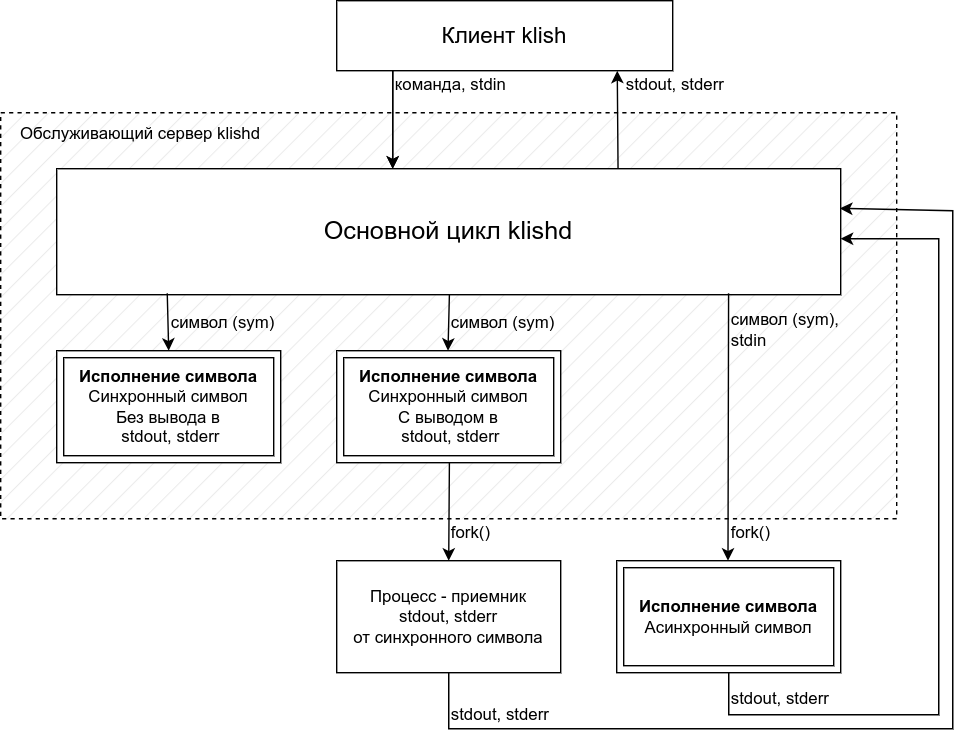 Клиент klish
команда, stdin
stdout, stderr
Обслуживающий сервер klishd
Основной цикл klishd
символ (sym)
символ (sym)
символ (sym),
stdin
Исполнение символа
Синхронный символ
Без вывода в
stdout, stderr
Исполнение символа
Синхронный символ
С выводом в
stdout, stderr
fork()
fork()
Процесс - приемник
stdout, stderr
от синхронного символа
Исполнение символа
Асинхронный символ
stdout, stderr
stdout, stderr